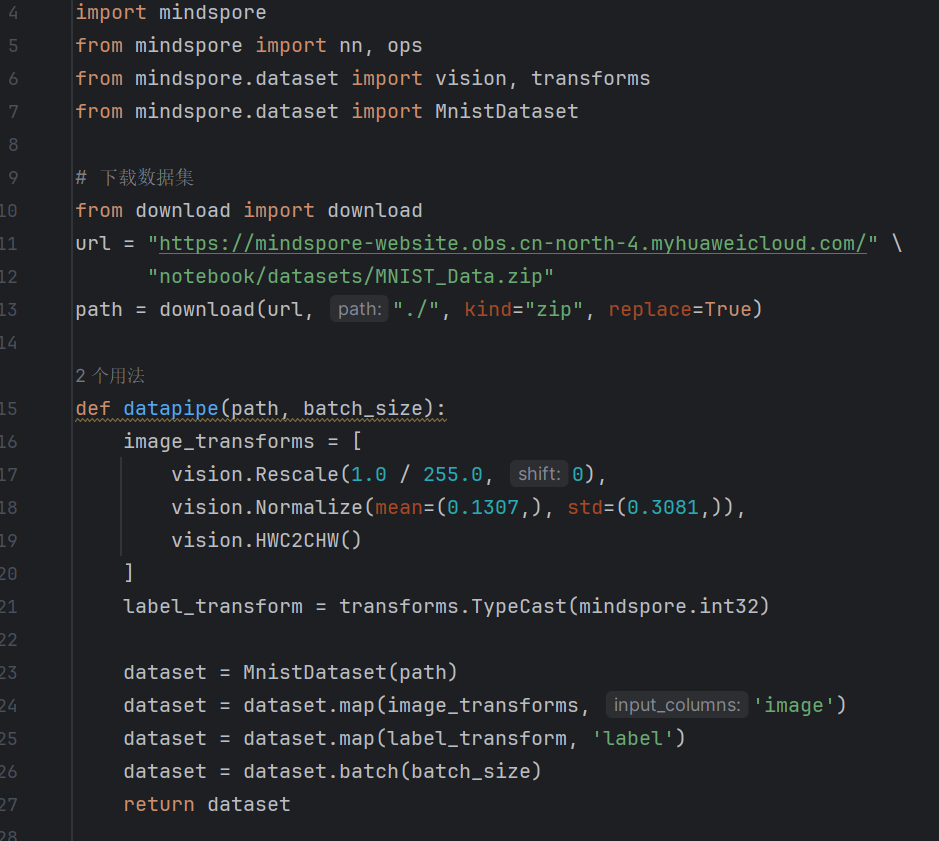 4 import mindspore
5 from mindspore import nn, ops
6 from mindspore.dataset import vision, transforms
7 from mindspore.dataset import MnistDataset
8
9 # 下载数据集
10 from download import download
11 url = "https://mindspore-website.obs.cn-north-4.myhuaweicloud.com/" \
12 "notebook/datasets/MNIST_Data.zip"
13 path = download(url, path: "./", kind="zip", replace=True)
14
2 个用法
15 def datapipe(path, batch_size):
16 image_transforms = [
17 vision.Rescale(1.0 / 255.0, shift: 0),
18 vision.Normalize(mean=(0.1307,), std=(0.3081,)),
19 vision.HWC2CHW()
20 ]
21 label_transform = transforms.TypeCast(mindspore.int32)
22
23 dataset = MnistDataset(path)
24 dataset = dataset.map(image_transforms, input_columns: 'image')
25 dataset = dataset.map(label_transform, 'label')
26 dataset = dataset.batch(batch_size)
27 return dataset
28